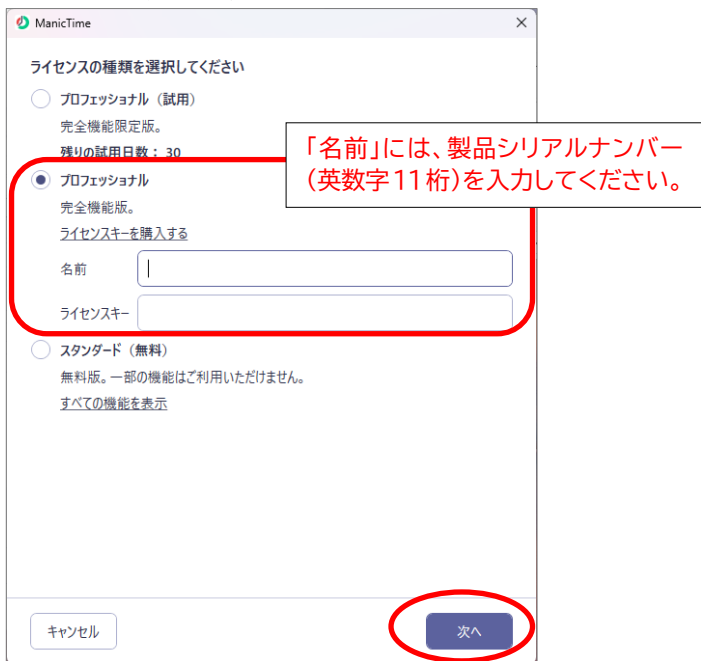 ManicTime
ライセンスの種類を選択してください
プロフェッショナル（試用）
完全機能限定版。
残りの試用日数： 30
「名前」には、製品シリアルナンバー
（英数字11桁）を入力してください。
プロフェッショナル
完全機能版。
ライセンスキーを購入する
名前
ライセンスキー
スタンダード（無料）
無料版。一部の機能はご利用いただけません。
すべての機能を表示
キャンセル
次へ